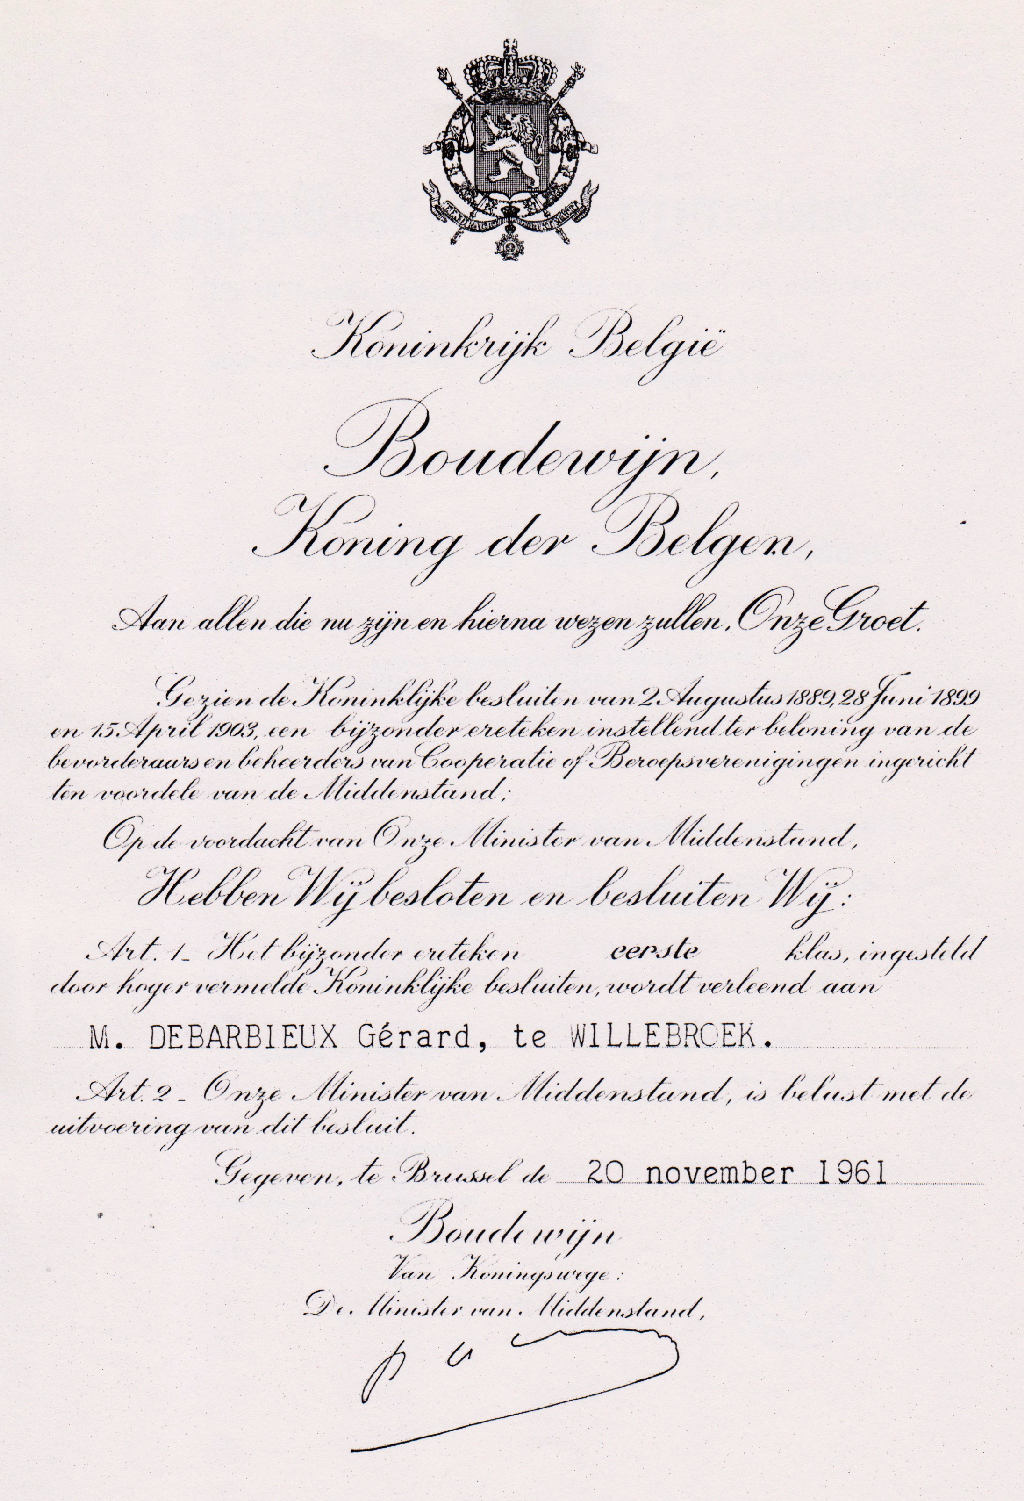 Koninkrijk België
Boudewijn,
Koning der Belgen,
Aan allen die nu zijn en hierna wezen zullen, Onze Groet.
Gezien de Koninklijke besluiten van 2 Augustus 1889, 28 Juni 1899
en 15 April 1903, een bijzonder ereteken instellend ter beloning van de
bevorderaars en beheerders van Cooperatie of Beroepsverenigingen ingericht
ten voordele van de Middenstand;
Op de voordacht van Onze Minister van Middenstand,
Hebben Wij besloten en besluiten Wij:
Art. 1_ Het bijzonder ereteken eerste klas, ingesteld
door hoger vermelde Koninklijke besluiten, wordt verleend aan
M. DEBARBIEUX Gérard, te WILLEBROEK.
Art. 2_ Onze Minister van Middenstand, is belast met de
uitvoering van dit besluit.
Gegeven, te Brussel de 20 november 1961
Boudewijn
Van Koningswege:
De Minister van Middenstand,